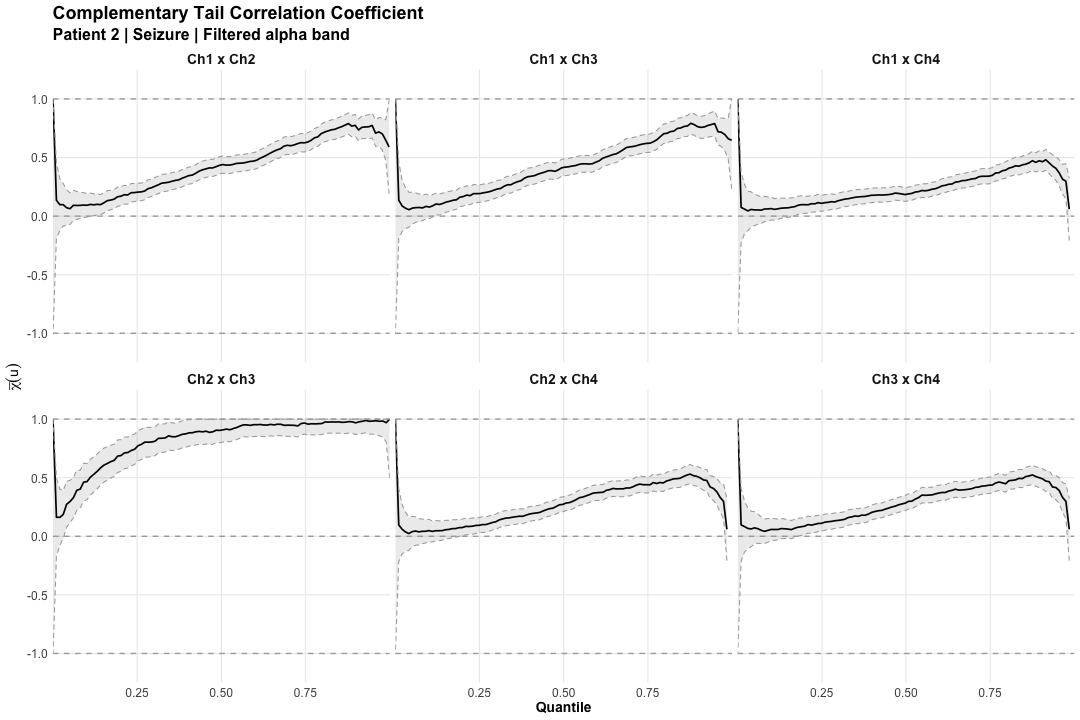 Complementary Tail Correlation Coefficient
Patient 2 | Seizure | Filtered alpha band
Ch1 x Ch2
Ch1 x Ch3
Ch1 x Ch4
1.0
0.5
0.0
-0.5
-1.0
χ̅(u)
Ch2 x Ch3
Ch2 x Ch4
Ch3 x Ch4
1.0
0.5
0.0
-0.5
-1.0
0.25 0.50 0.75
0.25 0.50 0.75
0.25 0.50 0.75
Quantile